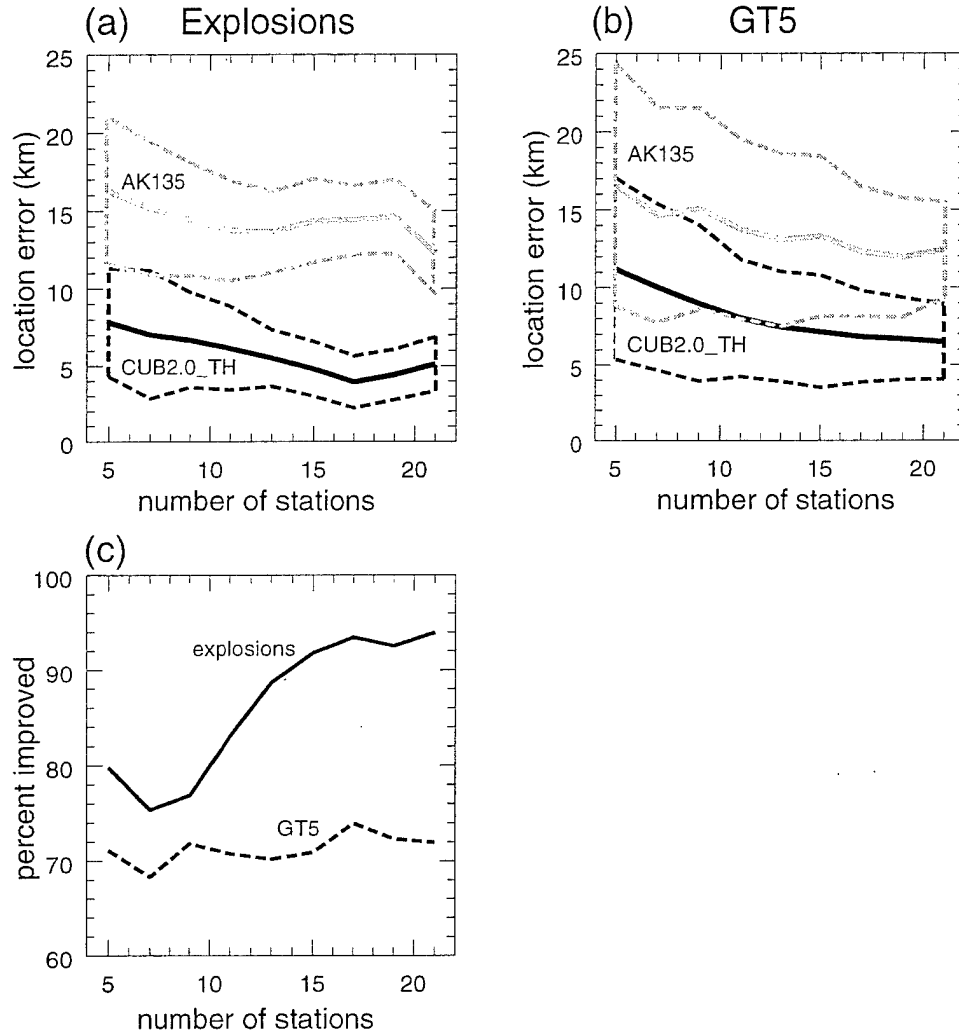 (a) Explosions
location error (km)
25
20
15
10
5
0
AK135
CUB2.0_TH
5 10 15 20
number of stations
(b) GT5
location error (km)
25
20
15
10
5
0
AK135
CUB2.0_TH
5 10 15 20
number of stations
(c)
percent improved
100
90
80
70
60
explosions
GT5
5 10 15 20
number of stations